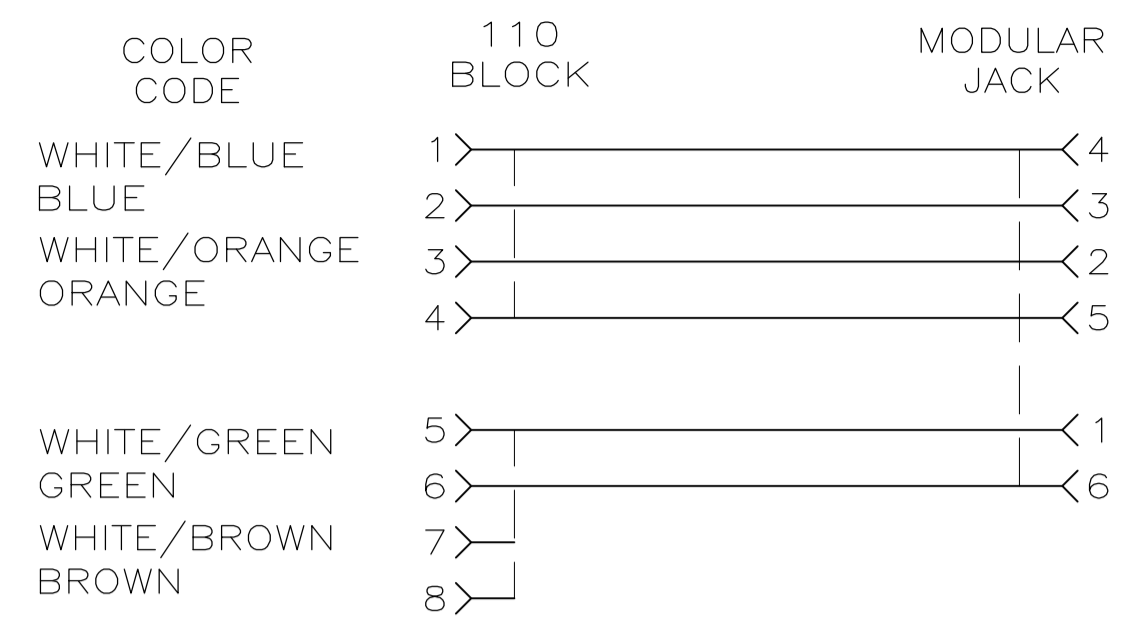 COLOR CODE
110 BLOCK
MODULAR JACK
WHITE/BLUE 1 4
BLUE 2 3
WHITE/ORANGE 3 2
ORANGE 4 5
WHITE/GREEN 5 1
GREEN 6 6
WHITE/BROWN 7
BROWN 8